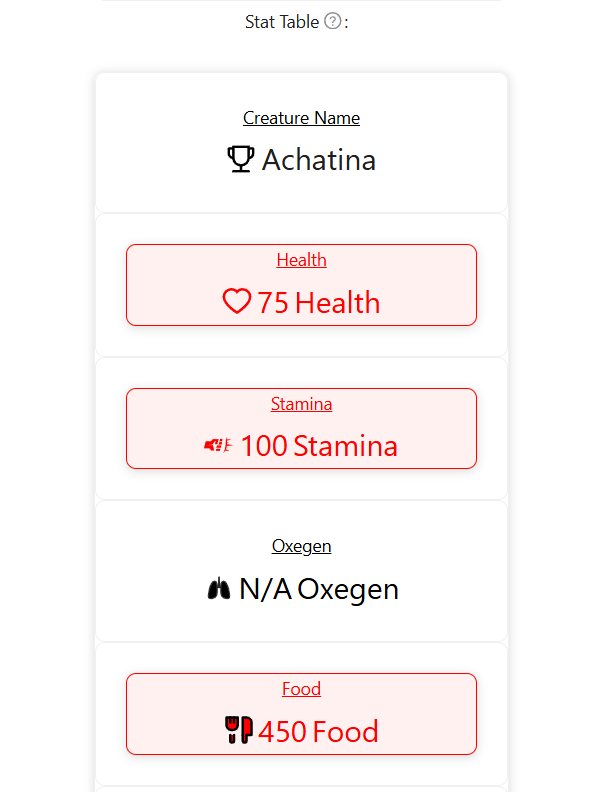 Stat Table ? :
Creature Name
Achatina
Health
75 Health
Stamina
100 Stamina
Oxegen
N/A Oxegen
Food
450 Food